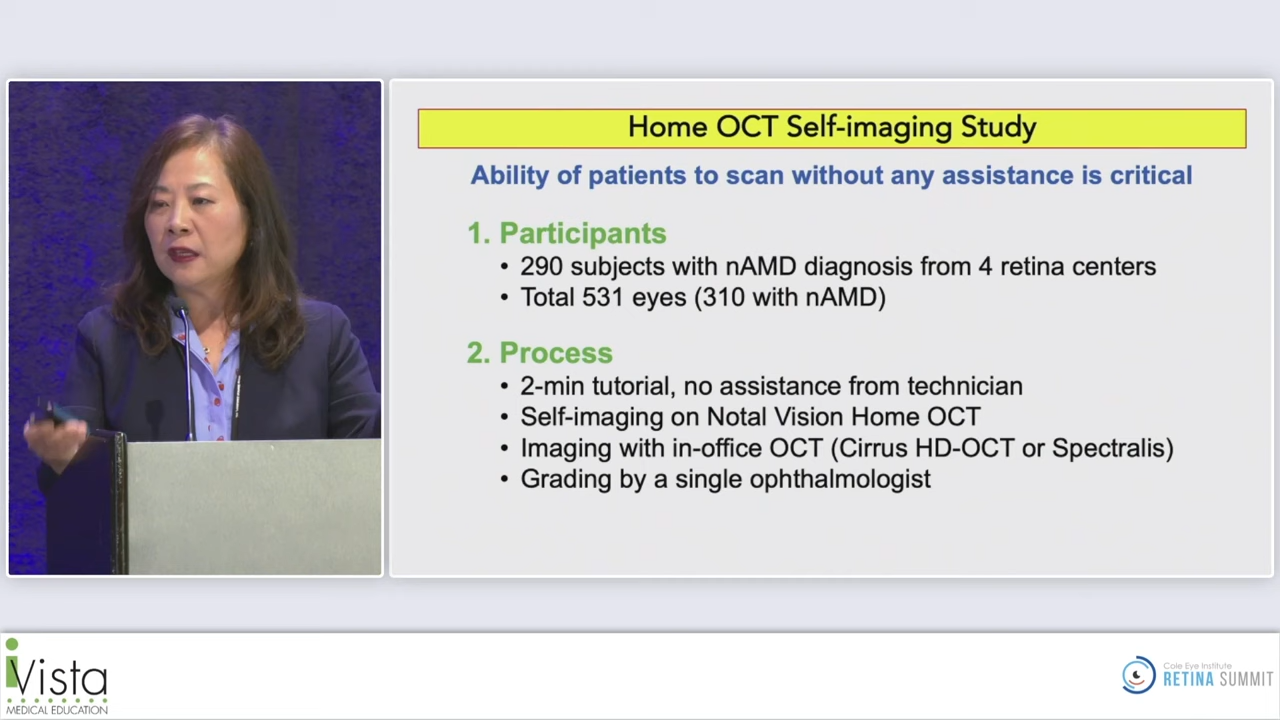 Home OCT Self-imaging Study
Ability of patients to scan without any assistance is critical
1. Participants
• 290 subjects with nAMD diagnosis from 4 retina centers
• Total 531 eyes (310 with nAMD)
2. Process
• 2-min tutorial, no assistance from technician
• Self-imaging on Notal Vision Home OCT
• Imaging with in-office OCT (Cirrus HD-OCT or Spectralis)
• Grading by a single ophthalmologist
iVista
MEDICAL EDUCATION
Cole Eye Institute
RETINA SUMMIT